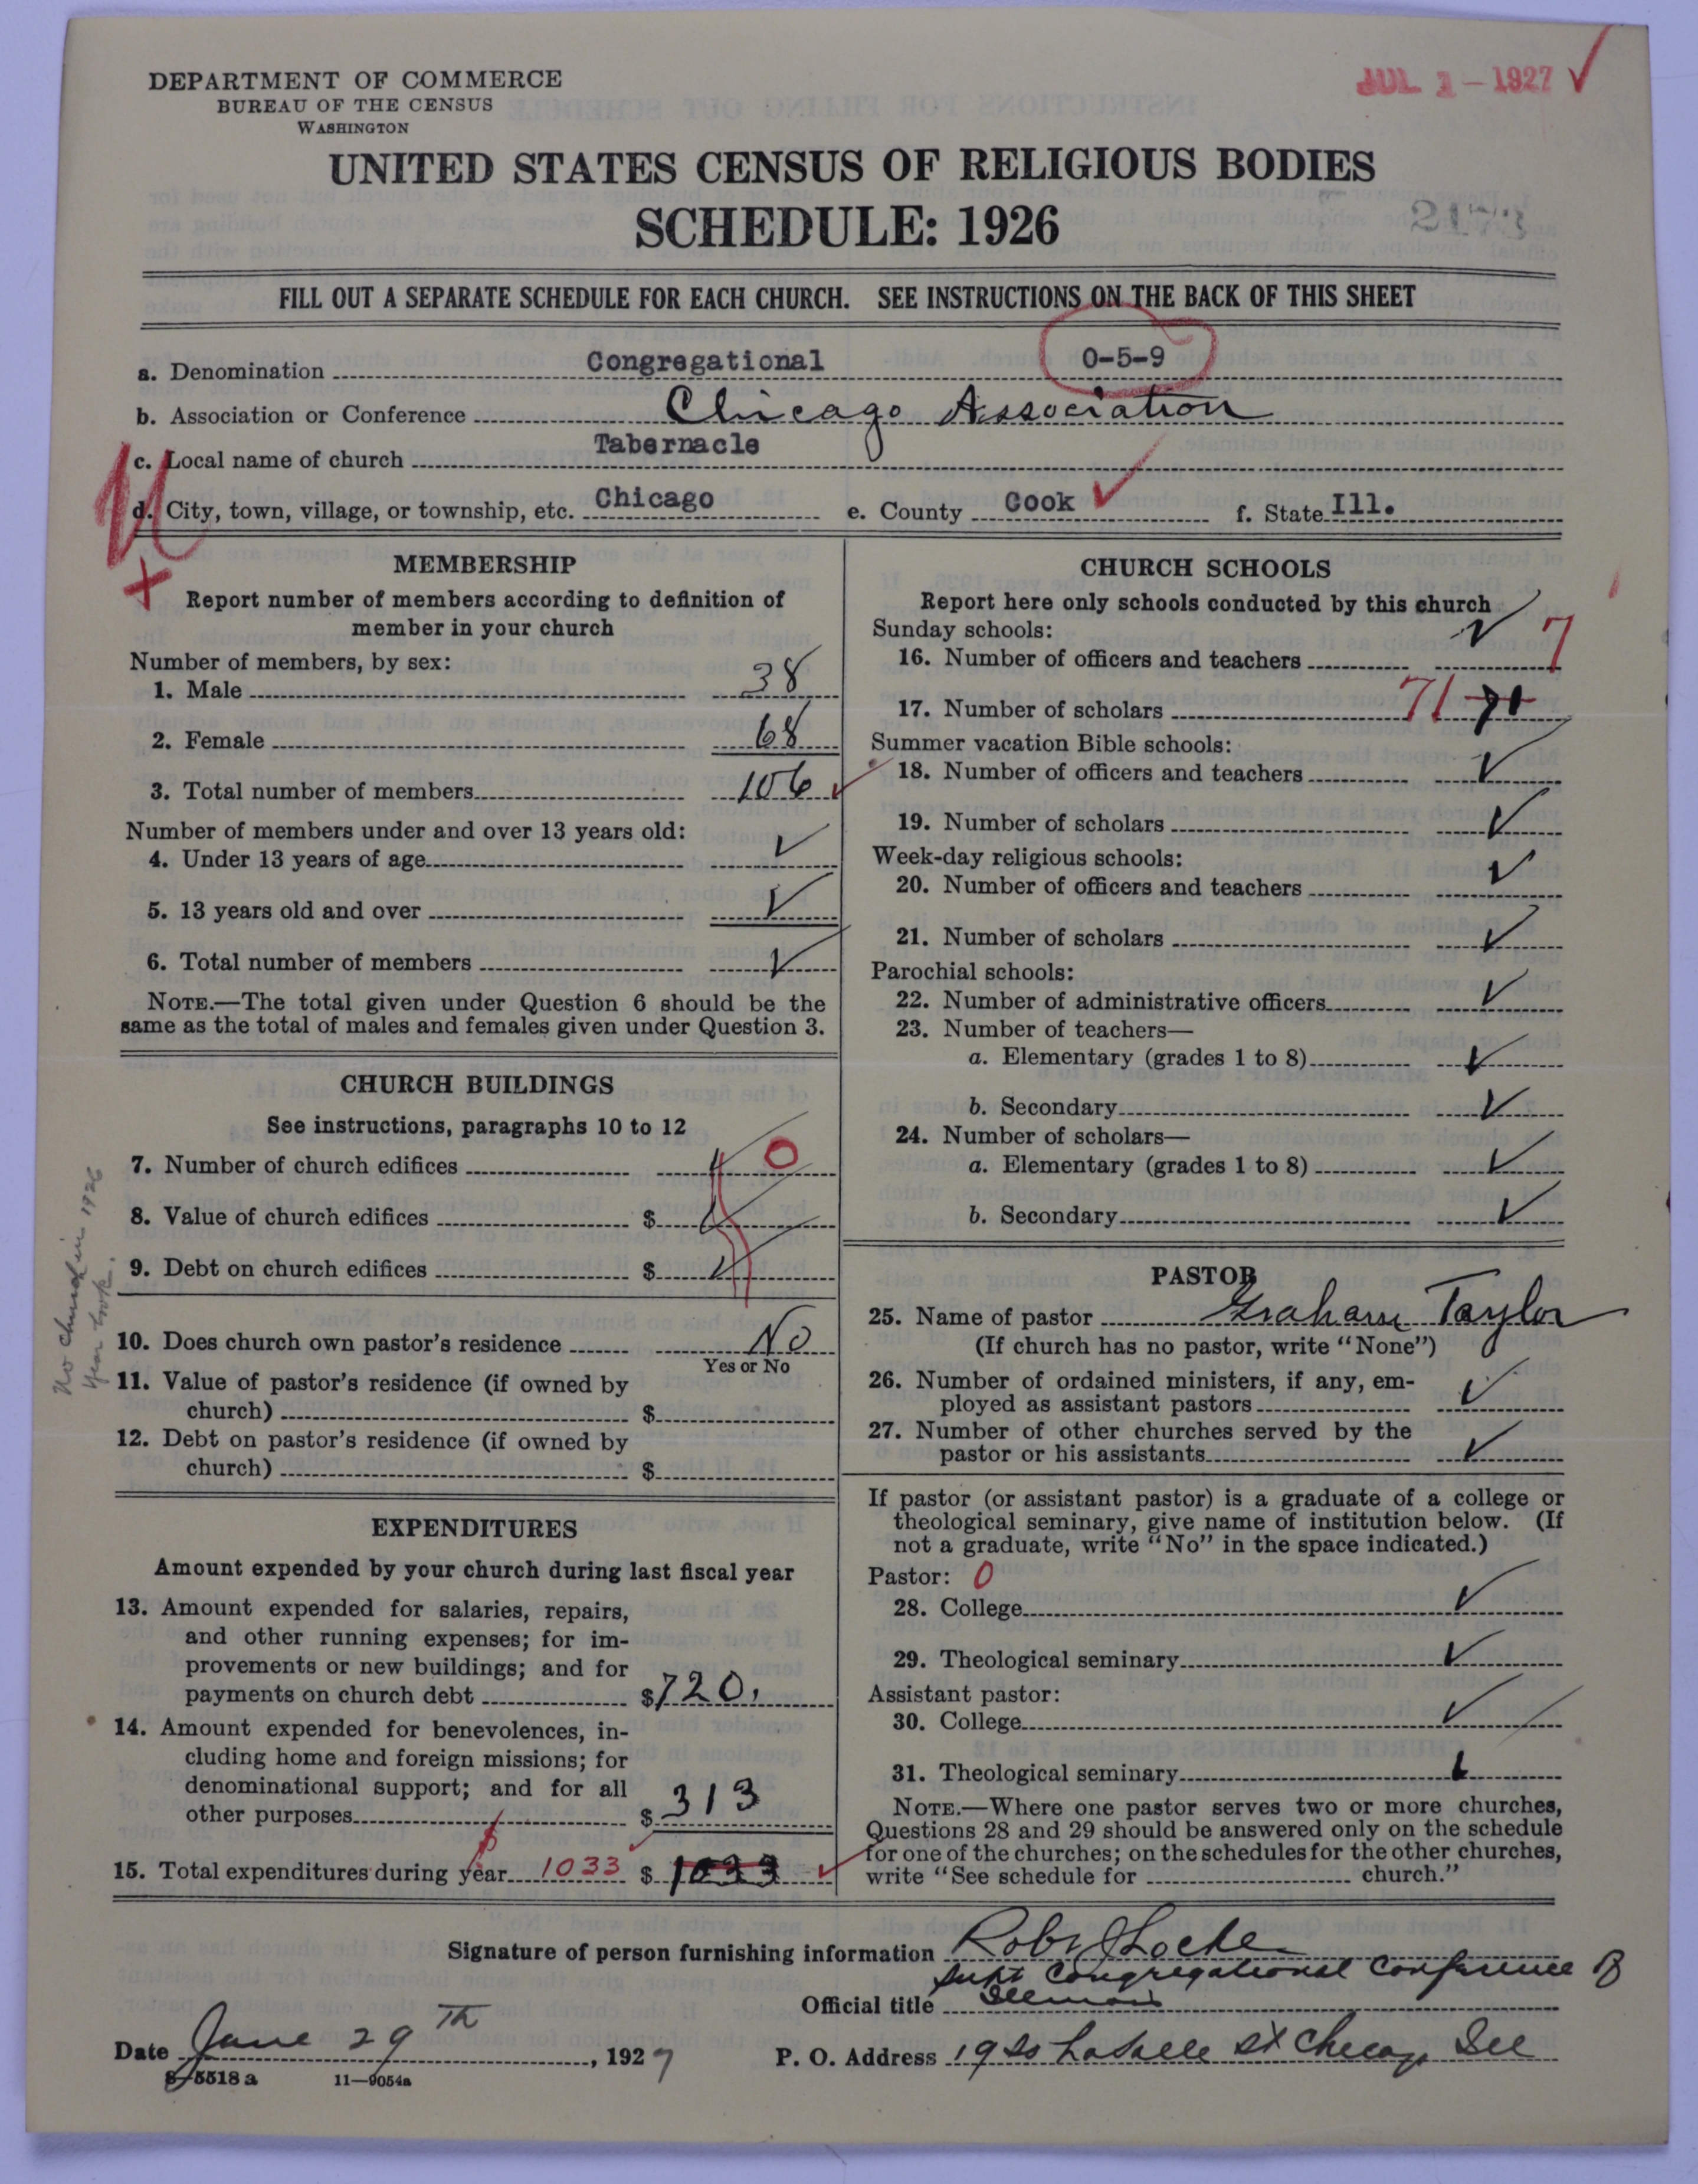 DEPARTMENT OF COMMERCE
BUREAU OF THE CENSUS
WASHINGTON
JUL 1 - 1927 ✓
UNITED STATES CENSUS OF RELIGIOUS BODIES
SCHEDULE: 1926
FILL OUT A SEPARATE SCHEDULE FOR EACH CHURCH. SEE INSTRUCTIONS ON THE BACK OF THIS SHEET
a. Denomination Congregational 0-5-9
b. Association or Conference Chicago Association
c. Local name of church Tabernacle
d. City, town, village, or township, etc. Chicago e. County Cook ✓ f. State Ill.
MEMBERSHIP
Report number of members according to definition of
member in your church
Number of members, by sex:
1. Male 38
2. Female 68
3. Total number of members 106 ✓
Number of members under and over 13 years old:
4. Under 13 years of age ✓
5. 13 years old and over ✓
6. Total number of members ✓
NOTE.—The total given under Question 6 should be the
same as the total of males and females given under Question 3.
CHURCH BUILDINGS
See instructions, paragraphs 10 to 12
7. Number of church edifices ✓ 0
8. Value of church edifices $ ✓
9. Debt on church edifices $ ✓
10. Does church own pastor's residence No
Yes or No
11. Value of pastor's residence (if owned by
church) $
12. Debt on pastor's residence (if owned by
church) $
No church in 1926
Year book.
EXPENDITURES
Amount expended by your church during last fiscal year
13. Amount expended for salaries, repairs,
and other running expenses; for im-
provements or new buildings; and for
payments on church debt $720.
14. Amount expended for benevolences, in-
cluding home and foreign missions; for
denominational support; and for all
other purposes $313
15. Total expenditures during year 1033 $1033 ✓
CHURCH SCHOOLS
Report here only schools conducted by this church
Sunday schools:
16. Number of officers and teachers ✓ 7
17. Number of scholars 71 71
Summer vacation Bible schools:
18. Number of officers and teachers ✓
19. Number of scholars ✓
Week-day religious schools:
20. Number of officers and teachers ✓
21. Number of scholars ✓
Parochial schools:
22. Number of administrative officers ✓
23. Number of teachers—
a. Elementary (grades 1 to 8) ✓
b. Secondary ✓
24. Number of scholars—
a. Elementary (grades 1 to 8) ✓
b. Secondary ✓
PASTOR
25. Name of pastor Graham Taylor
(If church has no pastor, write "None")
26. Number of ordained ministers, if any, em-
ployed as assistant pastors ✓
27. Number of other churches served by the
pastor or his assistants ✓
If pastor (or assistant pastor) is a graduate of a college or
theological seminary, give name of institution below. (If
not a graduate, write "No" in the space indicated.)
Pastor: 0
28. College ✓
29. Theological seminary ✓
Assistant pastor:
30. College ✓
31. Theological seminary ✓
NOTE.—Where one pastor serves two or more churches,
Questions 28 and 29 should be answered only on the schedule
for one of the churches; on the schedules for the other churches,
write "See schedule for church."
Signature of person furnishing information Robt J Locke
Supt Congregational Conference of
Official title Illinois
Date June 29th, 1927 P. O. Address 19 So LaSalle St Chicago Ill
8-5518 a 11—9054a